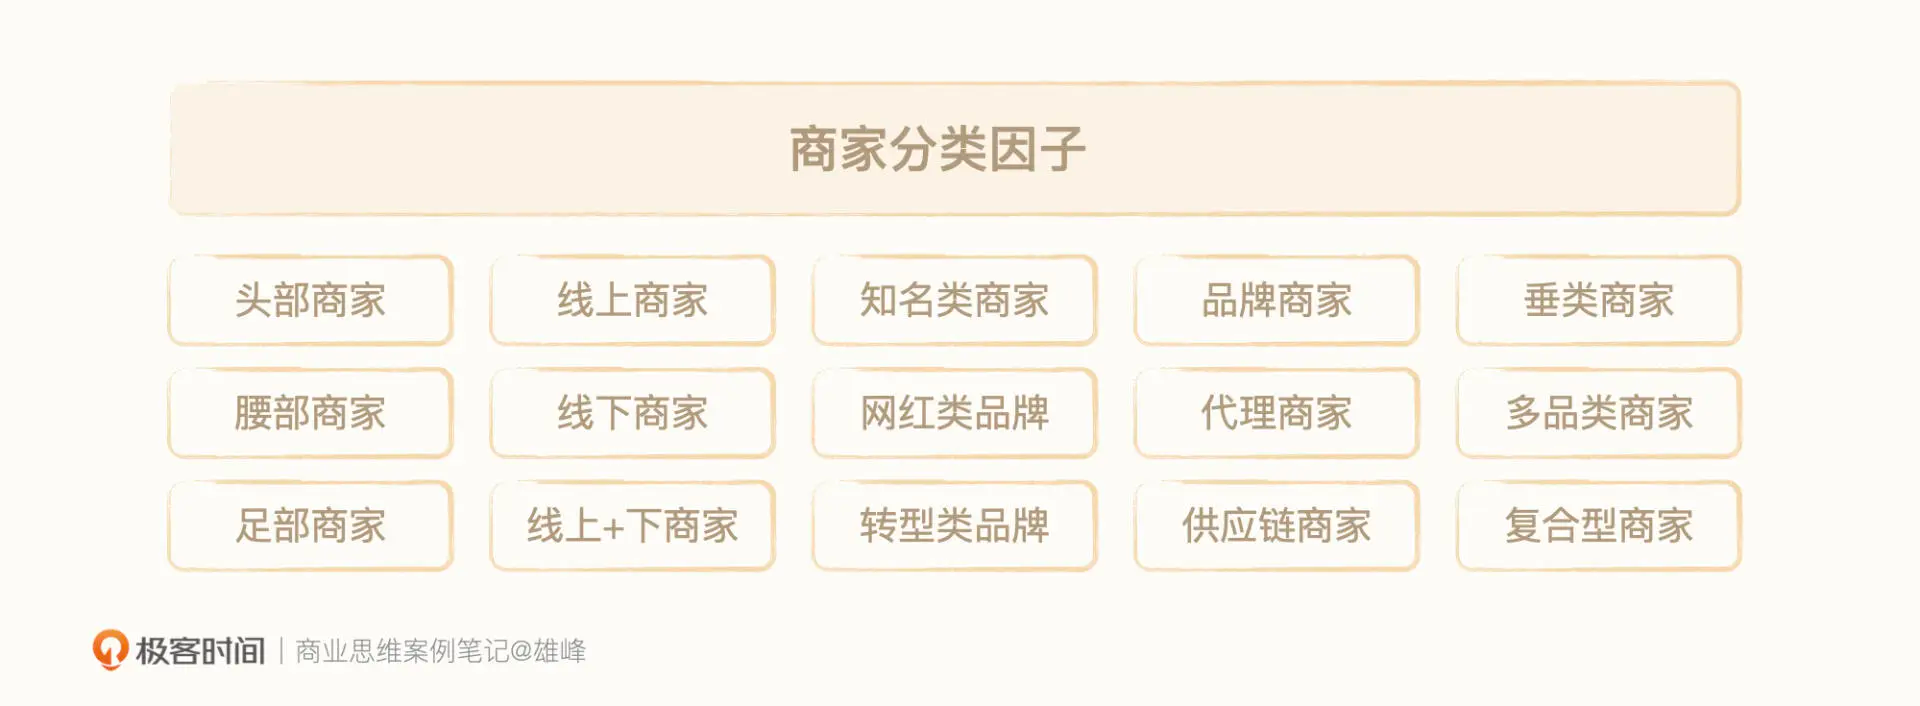 商家分类因子
头部商家 线上商家 知名类商家 品牌商家 垂类商家
腰部商家 线下商家 网红类品牌 代理商家 多品类商家
足部商家 线上+下商家 转型类品牌 供应链商家 复合型商家
极客时间 | 商业思维案例笔记@雄峰